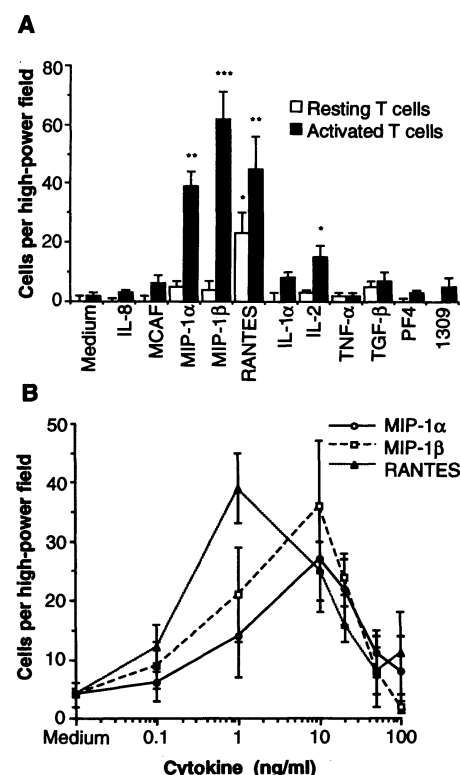 A
Cells per high-power field
80
60
40
20
0
***
**
**
*
*
Resting T cells
Activated T cells
Medium
IL-8
MCAF
MIP-1α
MIP-1β
RANTES
IL-1α
IL-2
TNF-α
TGF-β
PF4
1309
B
Cells per high-power field
50
40
30
20
10
0
MIP-1α
MIP-1β
RANTES
Medium 0.1 1 10 100
Cytokine (ng/ml)